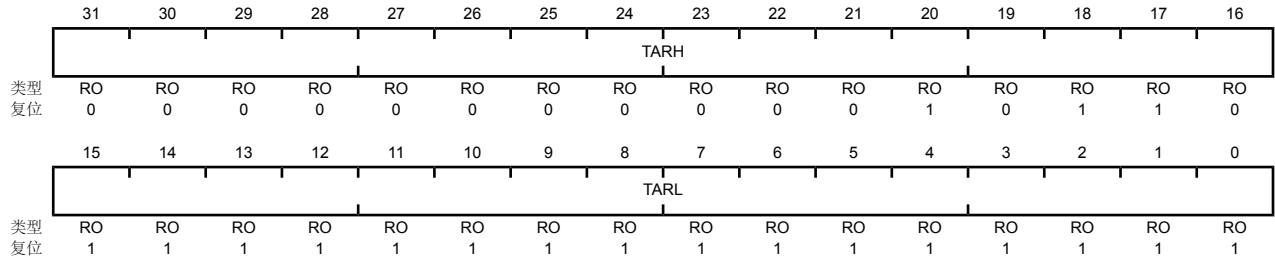 31 30 29 28 27 26 25 24 23 22 21 20 19 18 17 16
TARH
类型 RO RO RO RO RO RO RO RO RO RO RO RO RO RO RO RO
复位 0 0 0 0 0 0 0 0 0 0 0 1 0 1 1 0
15 14 13 12 11 10 9 8 7 6 5 4 3 2 1 0
TARL
类型 RO RO RO RO RO RO RO RO RO RO RO RO RO RO RO RO
复位 1 1 1 1 1 1 1 1 1 1 1 1 1 1 1 1